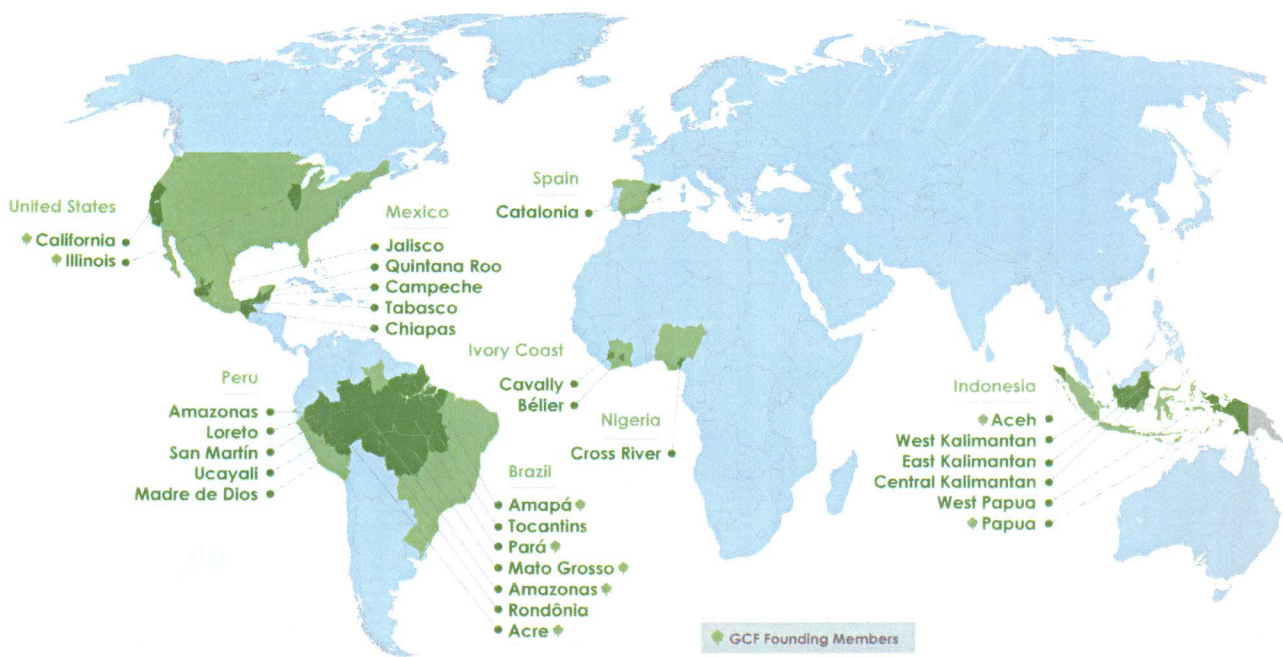 United States
California
Illinois
Mexico
Jalisco
Quintana Roo
Campeche
Tabasco
Chiapas
Peru
Amazonas
Loreto
San Martín
Ucayali
Madre de Dios
Brazil
Amapá
Tocantins
Pará
Mato Grosso
Amazonas
Rondônia
Acre
Spain
Catalonia
Ivory Coast
Cavally
Bélier
Nigeria
Cross River
Indonesia
Aceh
West Kalimantan
East Kalimantan
Central Kalimantan
West Papua
Papua
GCF Founding Members